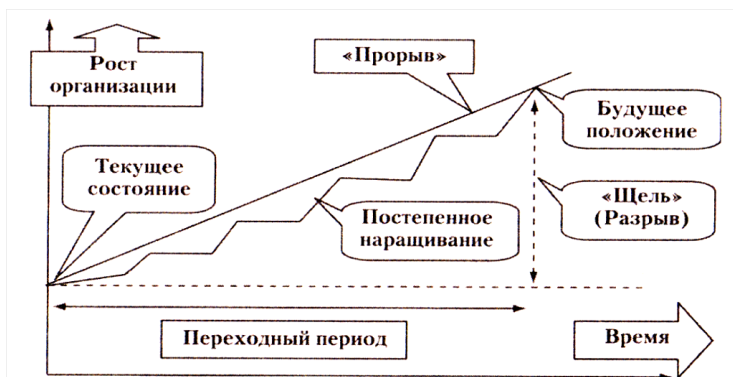 Рост
организации
«Прорыв»
Будущее
положение
Текущее
состояние
«Щель»
(Разрыв)
Постепенное
наращивание
Переходный период
Время